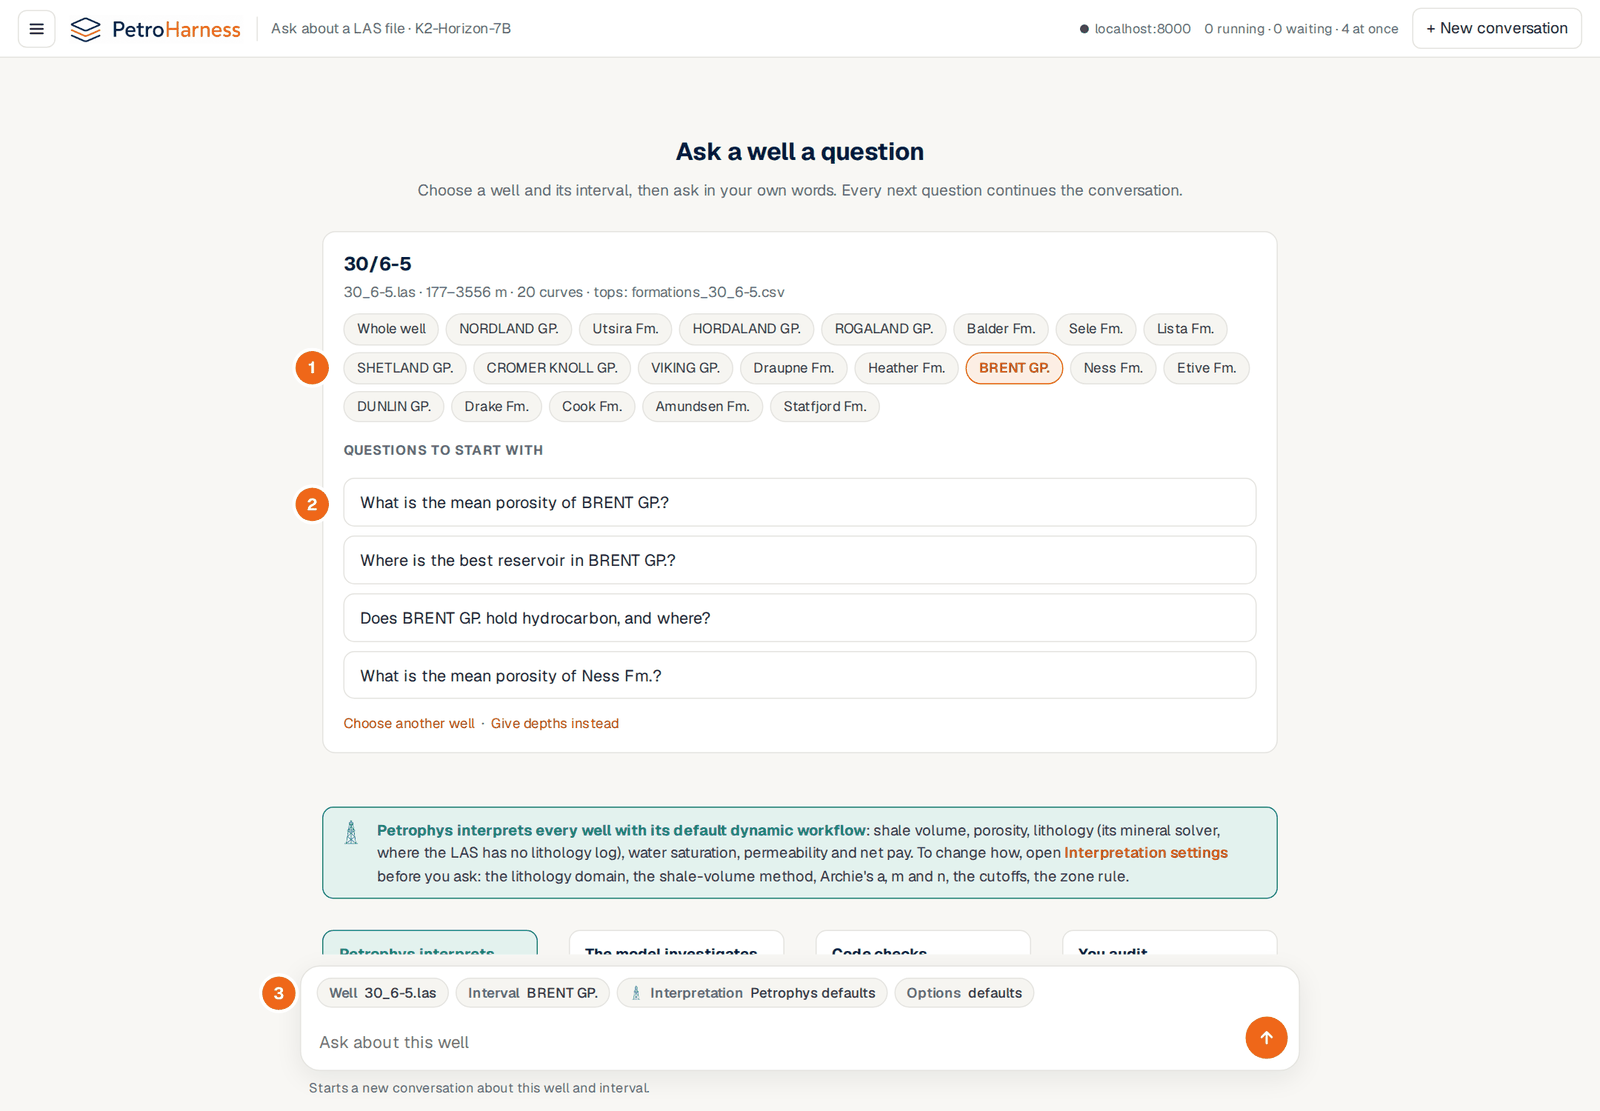 PetroHarness
Ask about a LAS file · K2-Horizon-7B
localhost:8000 0 running · 0 waiting · 4 at once
+ New conversation
Ask a well a question
Choose a well and its interval, then ask in your own words. Every next question continues the conversation.
30/6-5
30_6-5.las · 177–3556 m · 20 curves · tops: formations_30_6-5.csv
Whole well NORDLAND GP. Utsira Fm. HORDALAND GP. ROGALAND GP. Balder Fm. Sele Fm. Lista Fm.
1 SHETLAND GP. CROMER KNOLL GP. VIKING GP. Draupne Fm. Heather Fm. BRENT GP. Ness Fm. Etive Fm.
DUNLIN GP. Drake Fm. Cook Fm. Amundsen Fm. Statfjord Fm.
QUESTIONS TO START WITH
2 What is the mean porosity of BRENT GP.?
Where is the best reservoir in BRENT GP.?
Does BRENT GP. hold hydrocarbon, and where?
What is the mean porosity of Ness Fm.?
Choose another well · Give depths instead
Petrophys interprets every well with its default dynamic workflow: shale volume, porosity, lithology (its mineral solver,
where the LAS has no lithology log), water saturation, permeability and net pay. To change how, open Interpretation settings
before you ask: the lithology domain, the shale-volume method, Archie's a, m and n, the cutoffs, the zone rule.
Petrophys interprets The model investigates Code checks You audit
3 Well 30_6-5.las Interval BRENT GP. Interpretation Petrophys defaults Options defaults
Ask about this well
Starts a new conversation about this well and interval.